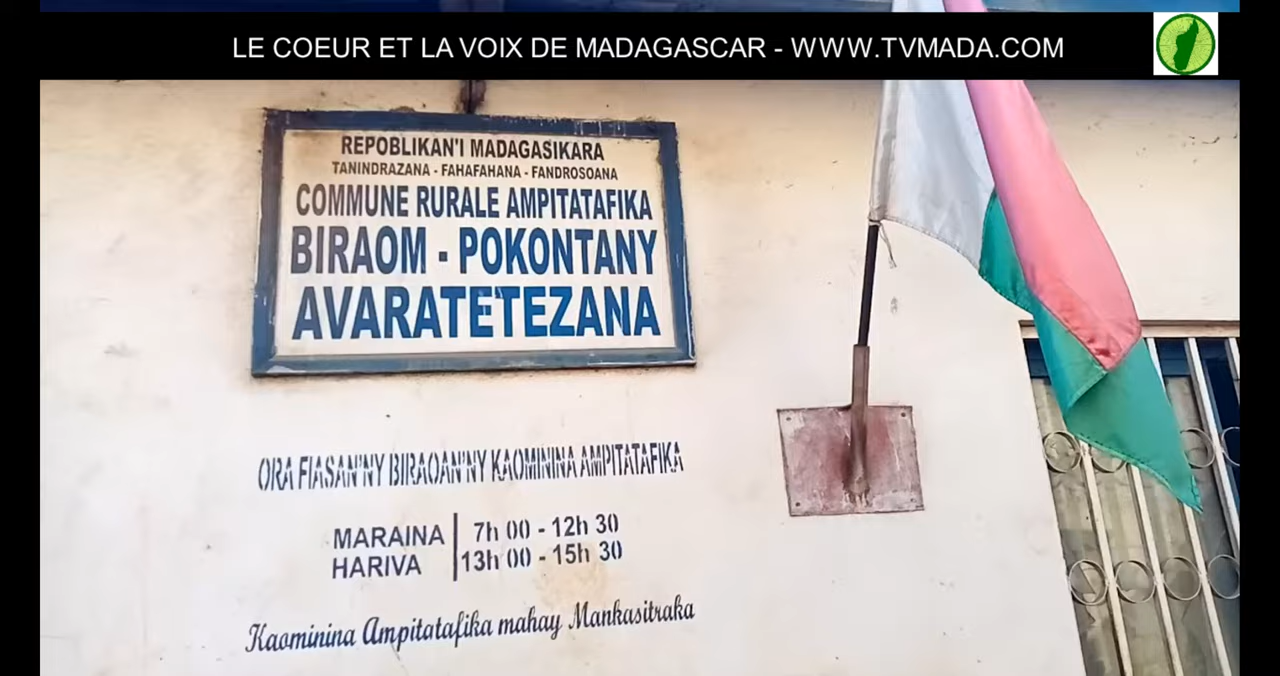 LE COEUR ET LA VOIX DE MADAGASCAR - WWW.TVMADA.COM
REPOBLIKAN'I MADAGASIKARA
TANINDRAZANA - FAHAFAHANA - FANDROSOANA
COMMUNE RURALE AMPITATAFIKA
BIRAOM - POKONTANY
AVARATETEZANA
ORA FIASAN'NY BIRAOAN'NY KAOMININA AMPITATAFIKA
MARAINA 7h 00 - 12h 30
HARIVA 13h 00 - 15h 30
Kaominina Ampitatafika mahay Mankasitraka